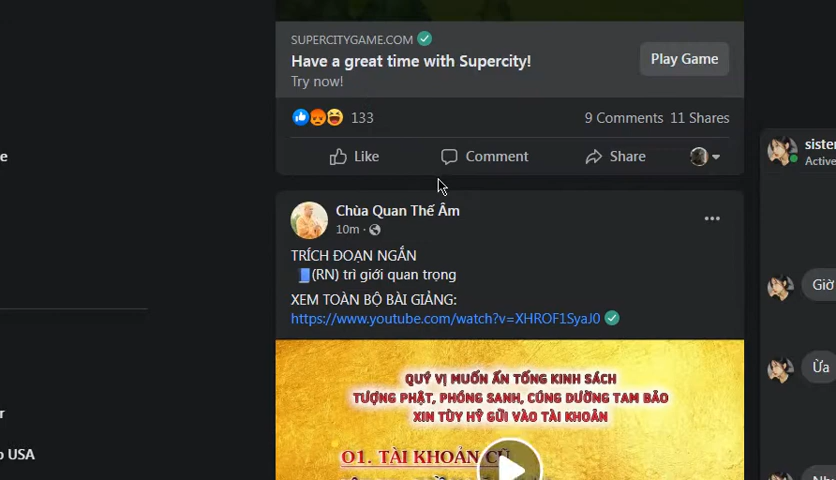 SUPERCITYGAME.COM
Have a great time with Supercity!
Play Game
Try now!
133
9 Comments 11 Shares
Like
Comment
Share
Active
Chùa Quan Thế Âm
10m
TRÍCH ĐOẠN NGẮN
(RN) trì giới quan trọng
XEM TOÀN BỘ BÀI GIẢNG:
https://www.youtube.com/watch?v=XHROF1SyaJ0
QUÝ VỊ MUỐN ẤN TỐNG KINH SÁCH
TƯỢNG PHẬT, PHÓNG SANH, CÚNG DƯỜNG TAM BẢO
XIN TÙY HỶ GỬI VÀO TÀI KHOẢN
01. TÀI KHOẢN CŨ
Giờ
Ừa
USA